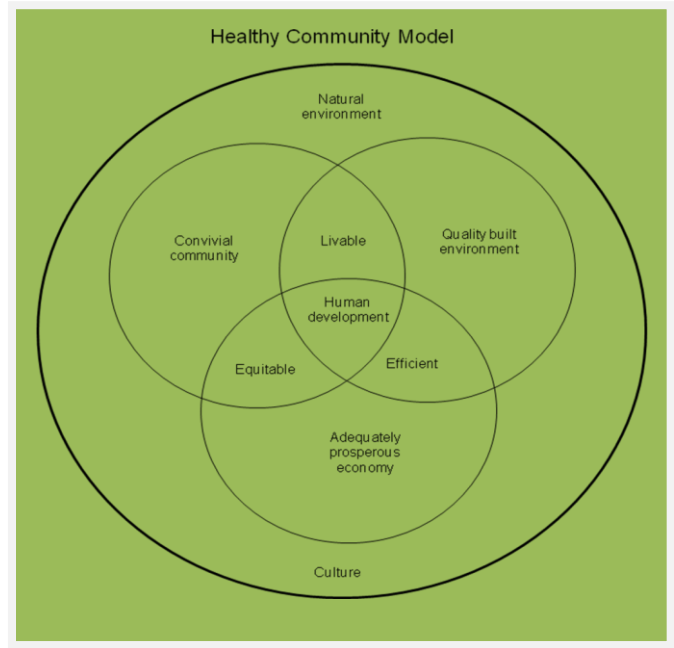 Healthy Community Model
Natural
environment
Convivial
community
Livable
Quality built
environment
Human
development
Equitable
Efficient
Adequately
prosperous
economy
Culture